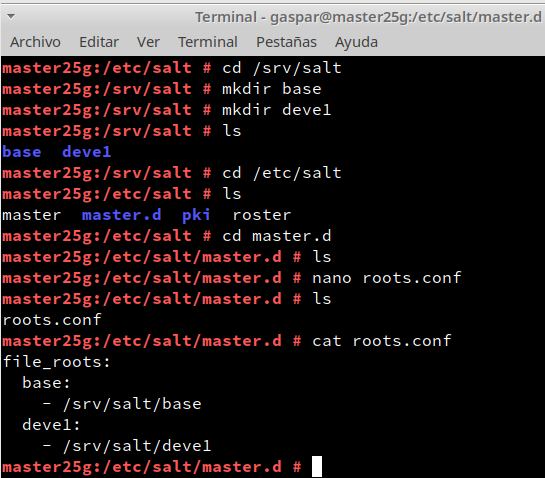 Terminal - gaspar@master25g:/etc/salt/master.d
Archivo Editar Ver Terminal Pestañas Ayuda
master25g:/etc/salt # cd /srv/salt
master25g:/srv/salt # mkdir base
master25g:/srv/salt # mkdir deve1
master25g:/srv/salt # ls
base  deve1
master25g:/srv/salt # cd /etc/salt
master25g:/etc/salt # ls
master  master.d  pki  roster
master25g:/etc/salt # cd master.d
master25g:/etc/salt/master.d # ls
master25g:/etc/salt/master.d # nano roots.conf
master25g:/etc/salt/master.d # ls
roots.conf
master25g:/etc/salt/master.d # cat roots.conf
file_roots:
  base:
    - /srv/salt/base
  deve1:
    - /srv/salt/deve1
master25g:/etc/salt/master.d #